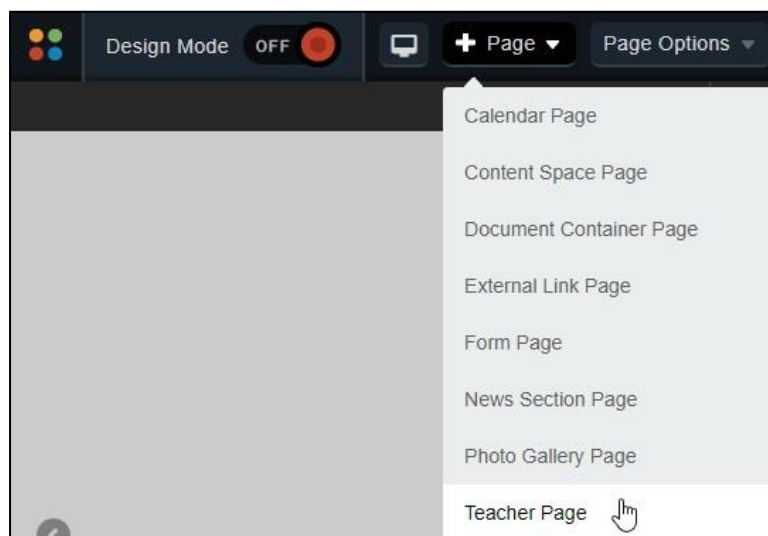 Design Mode OFF Page Page Options
Calendar Page
Content Space Page
Document Container Page
External Link Page
Form Page
News Section Page
Photo Gallery Page
Teacher Page